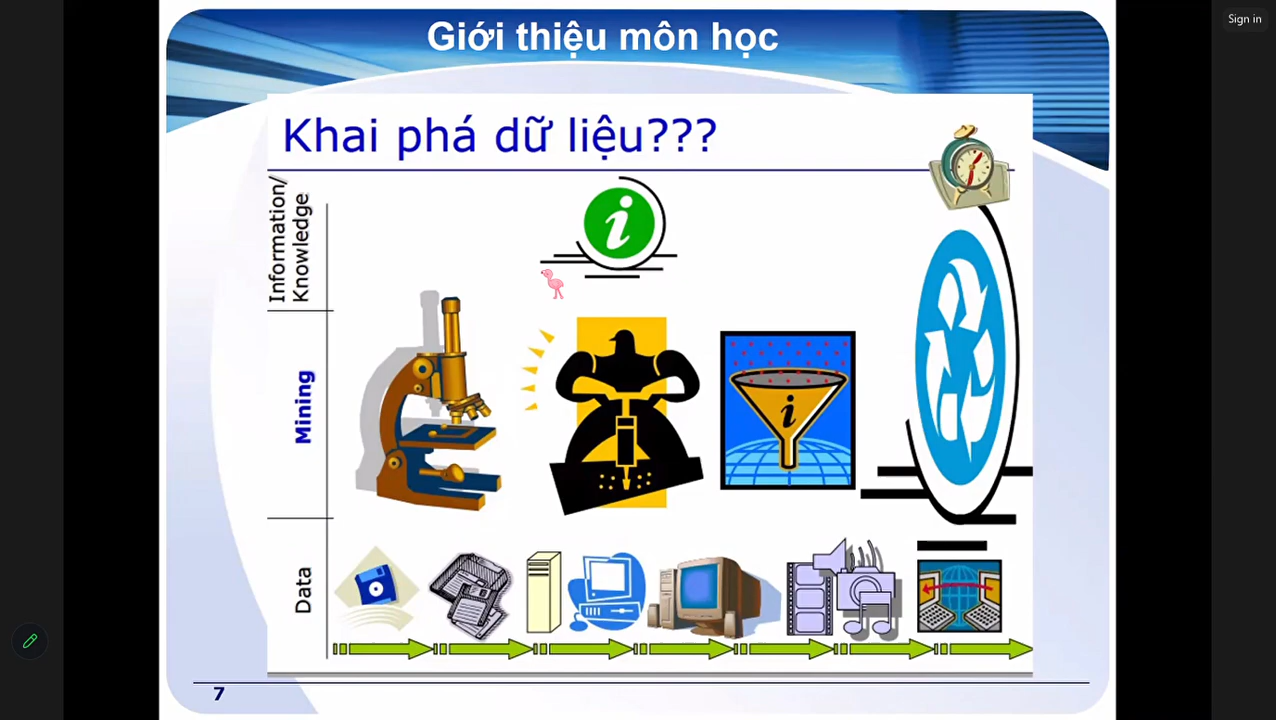 Sign in
Giới thiệu môn học
Khai phá dữ liệu???
Information/
Knowledge
i
Mining
i
Data
7